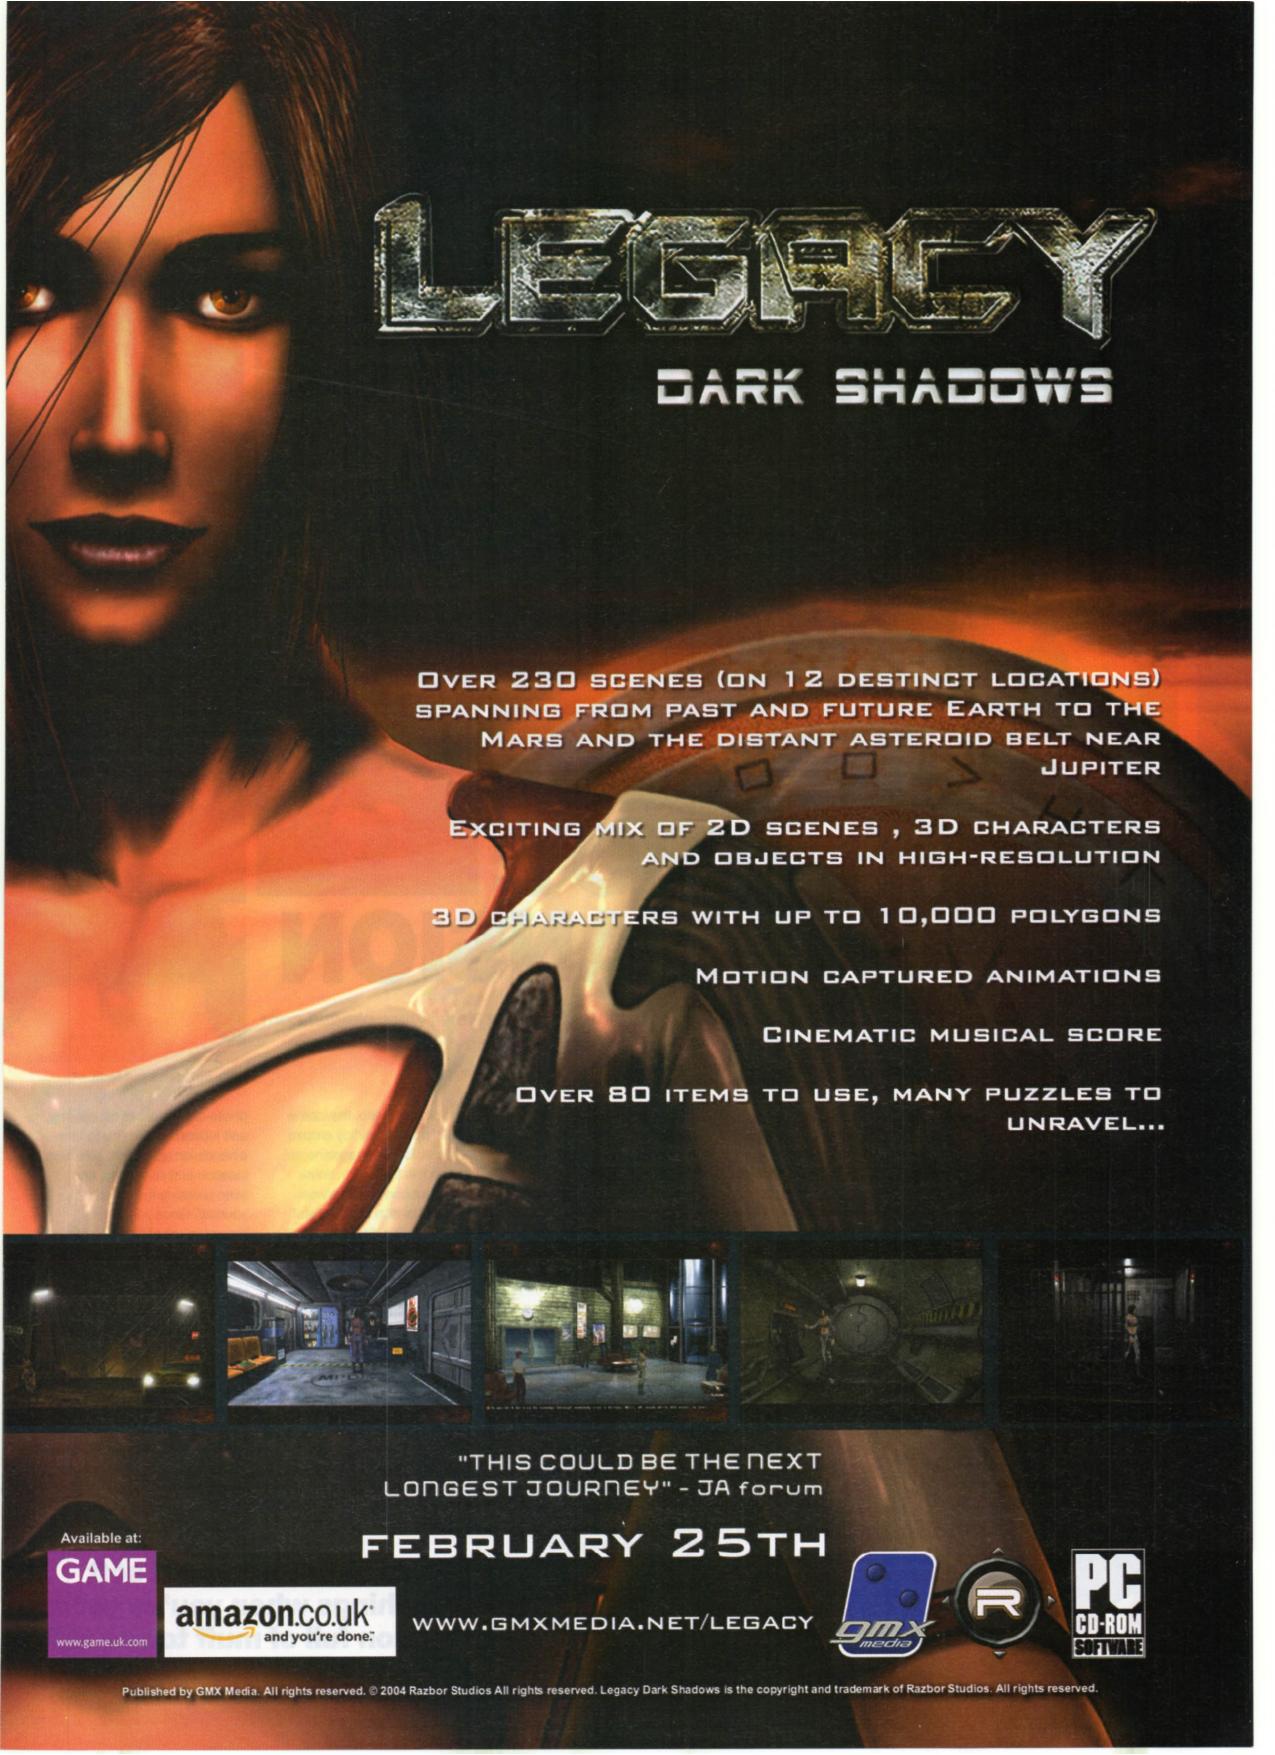 LEGACY
DARK SHADOWS
Over 230 scenes (on 12 destinct locations)
spanning from past and future Earth to the
Mars and the distant asteroid belt near
Jupiter
Exciting mix of 2D scenes , 3D characters
and objects in high-resolution
3D characters with up to 10,000 polygons
Motion captured animations
Cinematic musical score
Over 80 items to use, many puzzles to
unravel...
"THIS COULD BE THE NEXT
LONGEST JOURNEY" - JA forum
FEBRUARY 25TH
Available at:
GAME
www.game.uk.com
amazon.co.uk
and you're done.™
WWW.GMXMEDIA.NET/LEGACY
gmx
media
R
PC
CD-ROM
SOFTWARE
Published by GMX Media. All rights reserved. © 2004 Razbor Studios All rights reserved. Legacy Dark Shadows is the copyright and trademark of Razbor Studios. All rights reserved.